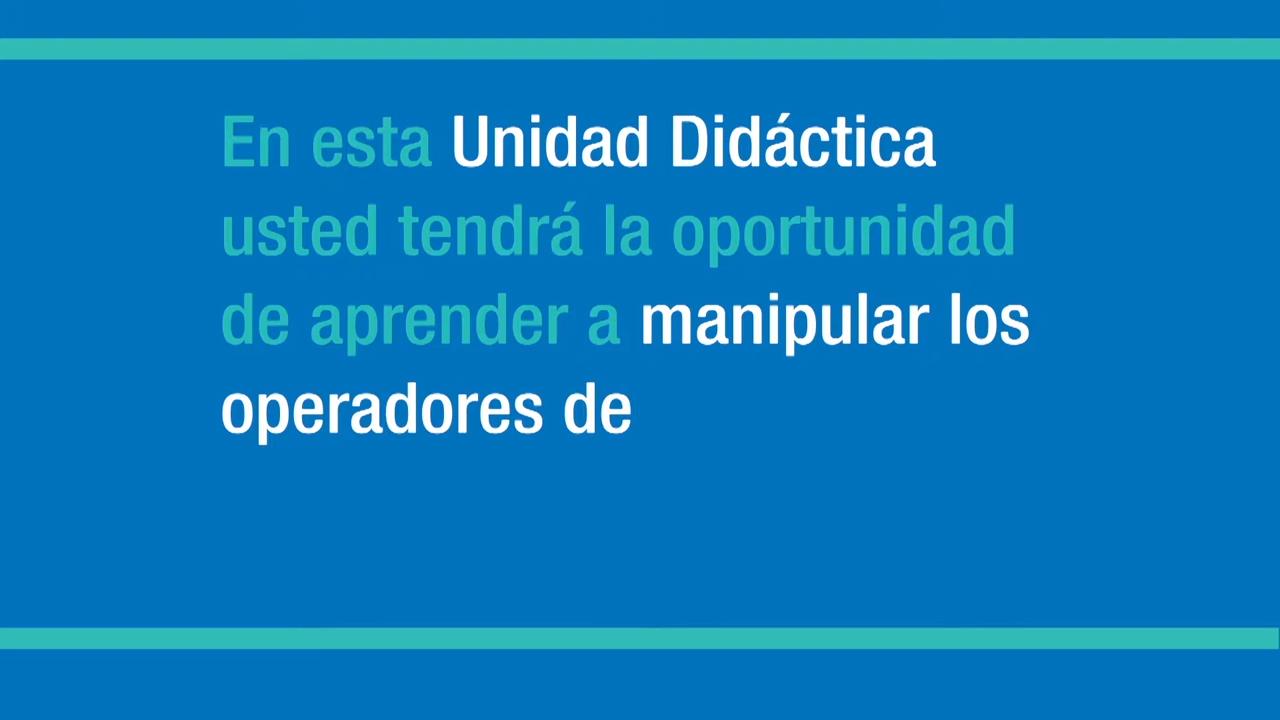 En esta Unidad Didáctica
usted tendrá la oportunidad
de aprender a manipular los
operadores de